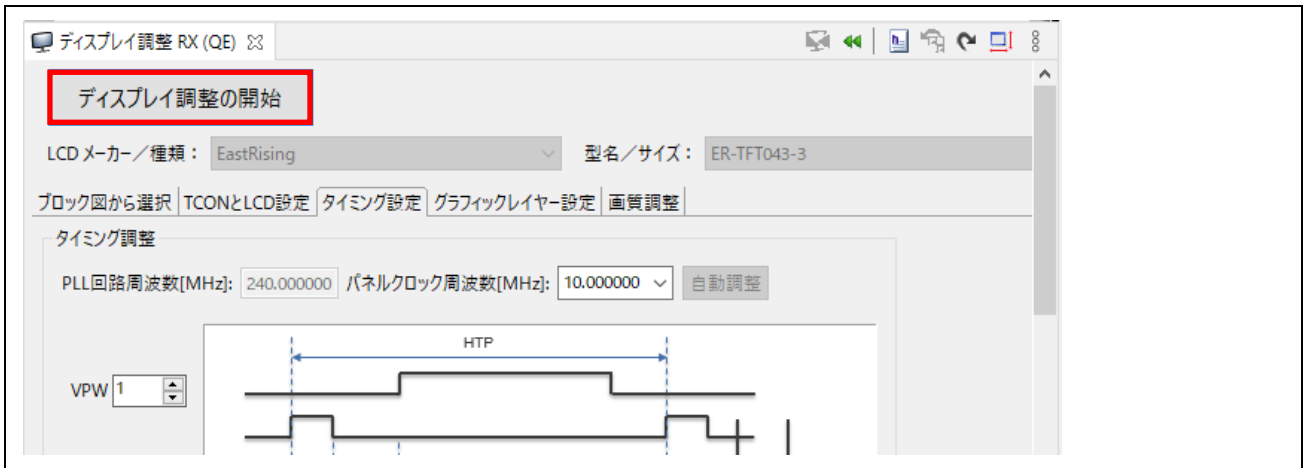 ディスプレイ調整 RX (QE)
ディスプレイ調整の開始
LCD メーカー／種類： EastRising 型名／サイズ： ER-TFT043-3
ブロック図から選択 TCONとLCD設定 タイミング設定 グラフィックレイヤー設定 画質調整
タイミング調整
PLL回路周波数[MHz]: 240.000000 パネルクロック周波数[MHz]: 10.000000 自動調整
HTP
VPW 1